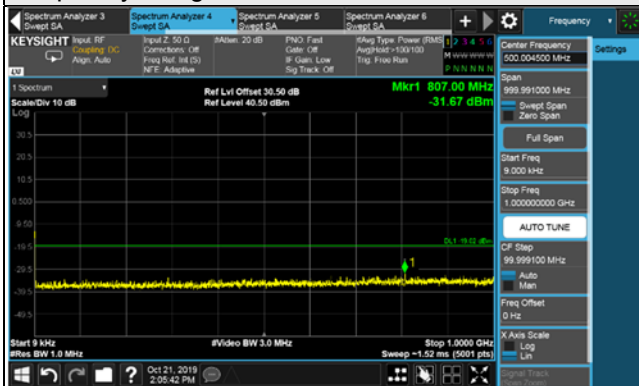 Spectrum Analyzer 3
Swept SA
Spectrum Analyzer 4
Swept SA
Spectrum Analyzer 5
Swept SA
Spectrum Analyzer 6
Swept SA
Frequency
KEYSIGHT
Input: RF
Coupling: DC
Align: Auto
Input Z: 50 Ω
Corrections: Off
Freq Ref: Int (S)
NFE: Adaptive
#Atten: 20 dB
PNO: Fast
Gate: Off
IF Gain: Low
Sig Track: Off
#Avg Type: Power (RMS
Avg|Hold:>100/100
Trig: Free Run
1 2 3 4 5 6
M W W W W W
P N N N N N
Center Frequency
500.004500 MHz
Settings
Span
999.991000 MHz
Swept Span
Zero Span
Full Span
Start Freq
9.000 kHz
Stop Freq
1.000000000 GHz
AUTO TUNE
CF Step
99.999100 MHz
Auto
Man
Freq Offset
0 Hz
X Axis Scale
Log
Lin
Signal Track
(Span Zoom)
LXI
1 Spectrum
Scale/Div 10 dB
Ref Lvl Offset 30.50 dB
Ref Level 40.50 dBm
Mkr1 807.00 MHz
-31.67 dBm
Log
30.5
20.5
10.5
0.500
-9.50
-19.5
DL1 -19.02 dBm
1
-29.5
-39.5
-49.5
Start 9 kHz
#Res BW 1.0 MHz
#Video BW 3.0 MHz
Stop 1.0000 GHz
Sweep ~1.52 ms (5001 pts)
Oct 21, 2019
2:05:42 PM